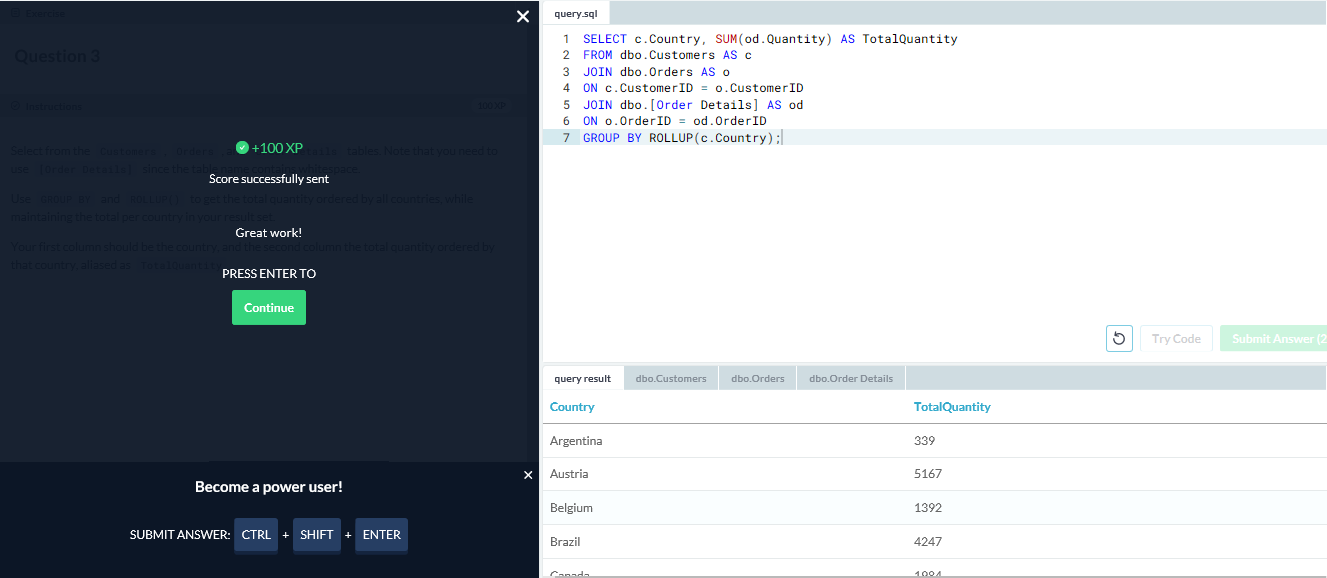 Exercise
Question 3
Instructions
100 XP
Select from the Customers, Orders, and Order Details tables. Note that you need to
use [Order Details] since the table name contains whitespace.
Use GROUP BY and ROLLUP() to get the total quantity ordered by all countries, while
maintaining the total per country in your result set.
Your first column should be the country, and the second column the total quantity ordered by
that country, aliased as TotalQuantity
+100 XP
Score successfully sent
Great work!
PRESS ENTER TO
Continue
Become a power user!
SUBMIT ANSWER: CTRL + SHIFT + ENTER
query.sql
1 SELECT c.Country, SUM(od.Quantity) AS TotalQuantity
2 FROM dbo.Customers AS c
3 JOIN dbo.Orders AS o
4 ON c.CustomerID = o.CustomerID
5 JOIN dbo.[Order Details] AS od
6 ON o.OrderID = od.OrderID
7 GROUP BY ROLLUP(c.Country);
Try Code
Submit Answer (2
query result
dbo.Customers
dbo.Orders
dbo.Order Details
Country TotalQuantity
Argentina 339
Austria 5167
Belgium 1392
Brazil 4247
Canada 1984